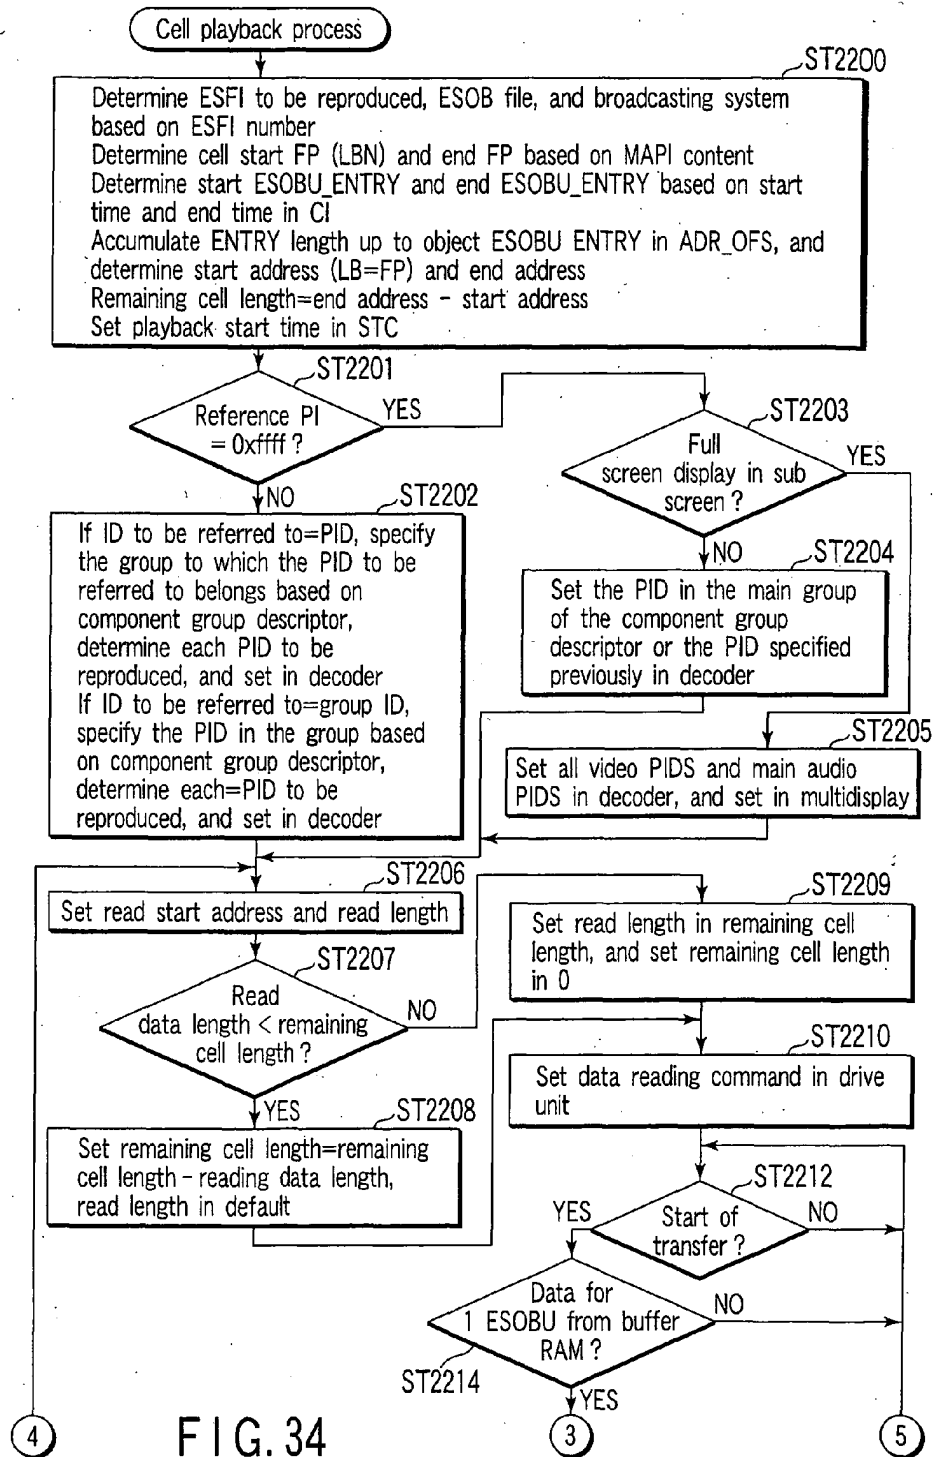 Cell playback process
ST2200
Determine ESFI to be reproduced, ESOB file, and broadcasting system
based on ESFI number
Determine cell start FP (LBN) and end FP based on MAPI content
Determine start ESOBU_ENTRY and end ESOBU_ENTRY based on start
time and end time in CI
Accumulate ENTRY length up to object ESOBU ENTRY in ADR_OFS, and
determine start address (LB=FP) and end address
Remaining cell length=end address - start address
Set playback start time in STC
ST2201
Reference PI
= 0xffff ?
YES
NO
ST2203
Full
screen display in sub
screen ?
YES
NO
ST2202
If ID to be referred to=PID, specify
the group to which the PID to be
referred to belongs based on
component group descriptor,
determine each PID to be
reproduced, and set in decoder
If ID to be referred to=group ID,
specify the PID in the group based
on component group descriptor,
determine each=PID to be
reproduced, and set in decoder
ST2204
Set the PID in the main group
of the component group
descriptor or the PID specified
previously in decoder
ST2205
Set all video PIDS and main audio
PIDS in decoder, and set in multidisplay
ST2206
Set read start address and read length
ST2207
Read
data length < remaining
cell length ?
NO
YES
ST2209
Set read length in remaining cell
length, and set remaining cell length
in 0
ST2210
Set data reading command in drive
unit
ST2208
Set remaining cell length=remaining
cell length - reading data length,
read length in default
ST2212
Start of
transfer ?
YES
NO
Data for
1 ESOBU from buffer
RAM ?
NO
ST2214
YES
4
FIG. 34
3
5